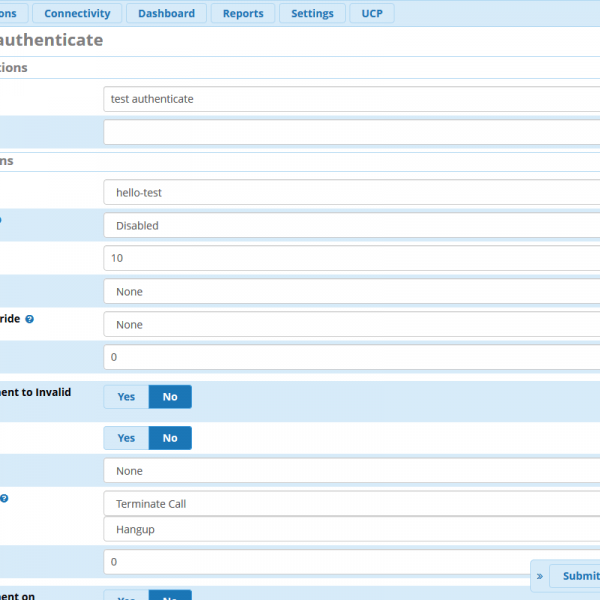 ons Connectivity Dashboard Reports Settings UCP
authenticate
tions
test authenticate
ns
hello-test
Disabled
10
None
ride None
0
nent to Invalid Yes No
Yes No
None
Terminate Call
Hangup
0
» Submit
ment on Yes No